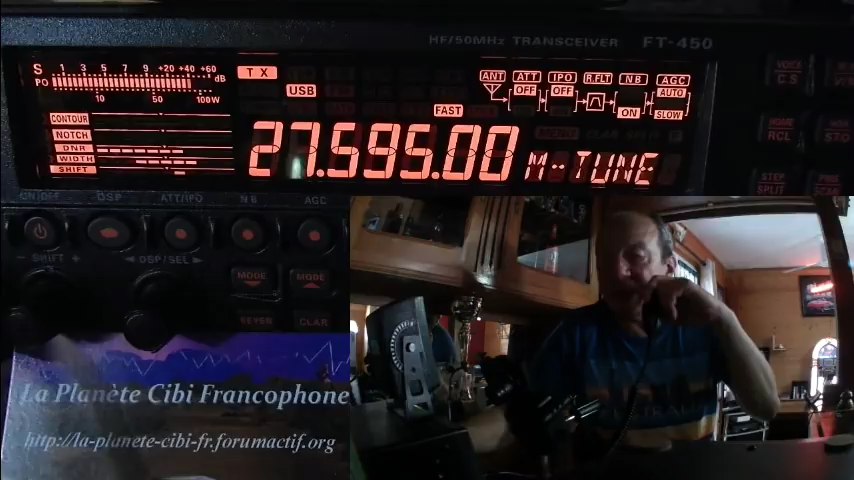 HF/50MHz TRANSCEIVER FT-450
S 1 3 5 7 9 +20 +40 +60 dB
PO 10 50 100W
TX
USB
FAST
ANT ATT IPO R.FLT NB AGC
OFF OFF ON AUTO SLOW
CONTOUR
NOTCH
DNR
WIDTH
SHIFT
27.595.00 M--TUNE
VOICE
C.S
HOME
RCL
STO
STEP
SPLIT
SCAN
ON/OFF DSP ATT/IPO NB AGC
- SHIFT + ◄ DSP/SEL ►
MODE MODE
KEYER CLAR
La Planète Cibi Francophone
http://la-planete-cibi-fr.forumactif.org